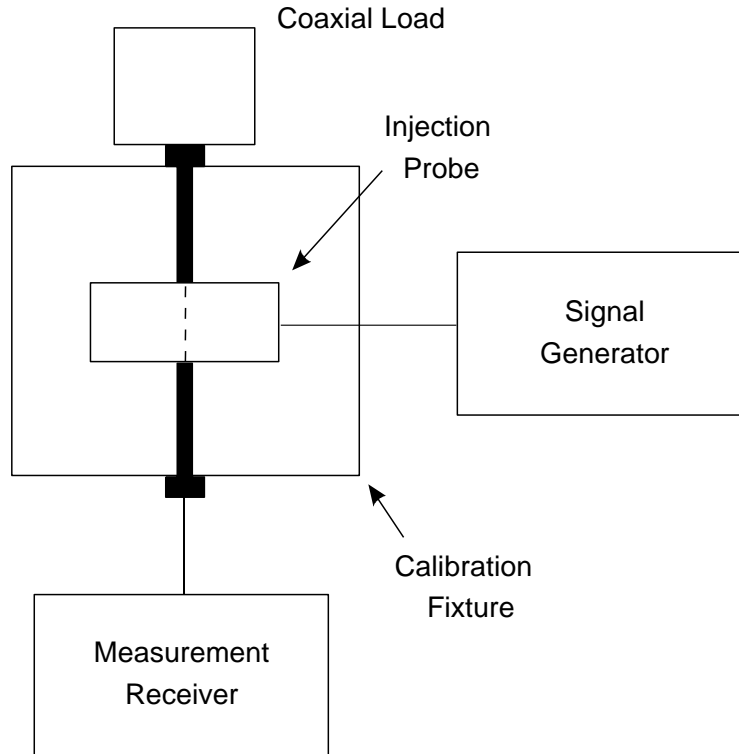 Coaxial Load
Injection
Probe
Signal
Generator
Calibration
Fixture
Measurement
Receiver